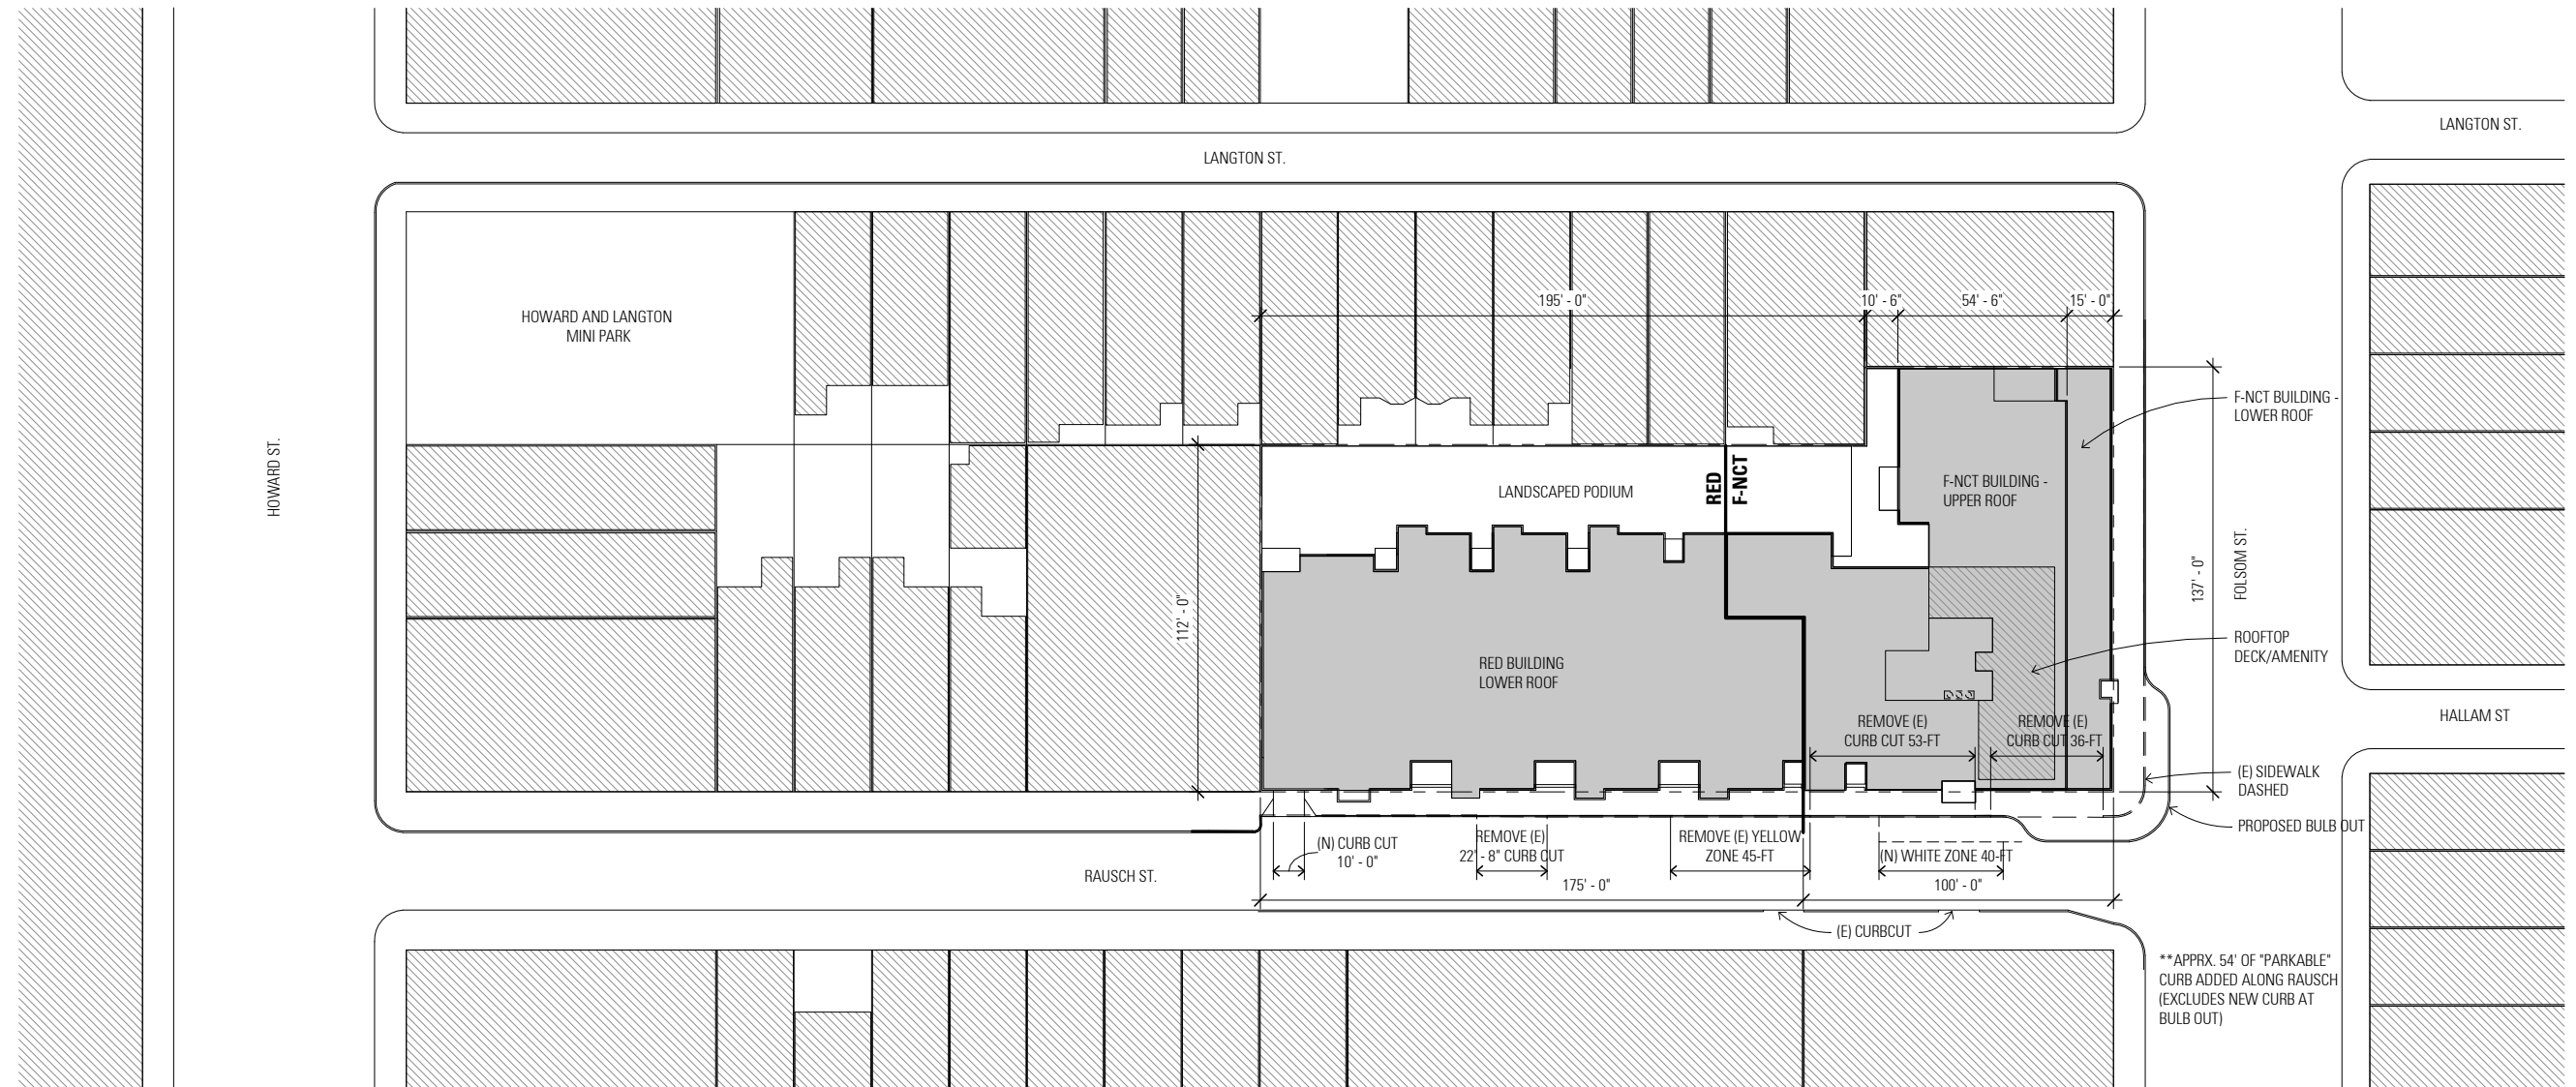 LANGTON ST.
LANGTON ST.
HOWARD AND LANGTON
MINI PARK
195' - 0"
10' - 6"
54' - 6"
15' - 0"
HOWARD ST.
F-NCT BUILDING -
LOWER ROOF
LANDSCAPED PODIUM
RED
F-NCT
F-NCT BUILDING -
UPPER ROOF
FOLSOM ST.
137' - 0"
112' - 0"
RED BUILDING
LOWER ROOF
ROOFTOP
DECK/AMENITY
REMOVE (E)
CURB CUT 53-FT
REMOVE (E)
CURB CUT 36-FT
HALLAM ST
(E) SIDEWALK
DASHED
PROPOSED BULB OUT
(N) CURB CUT
10' - 0"
REMOVE (E)
22' - 8" CURB CUT
REMOVE (E) YELLOW
ZONE 45-FT
(N) WHITE ZONE 40-FT
RAUSCH ST.
175' - 0"
100' - 0"
(E) CURBCUT
**APPRX. 54' OF "PARKABLE"
CURB ADDED ALONG RAUSCH
(EXCLUDES NEW CURB AT
BULB OUT)